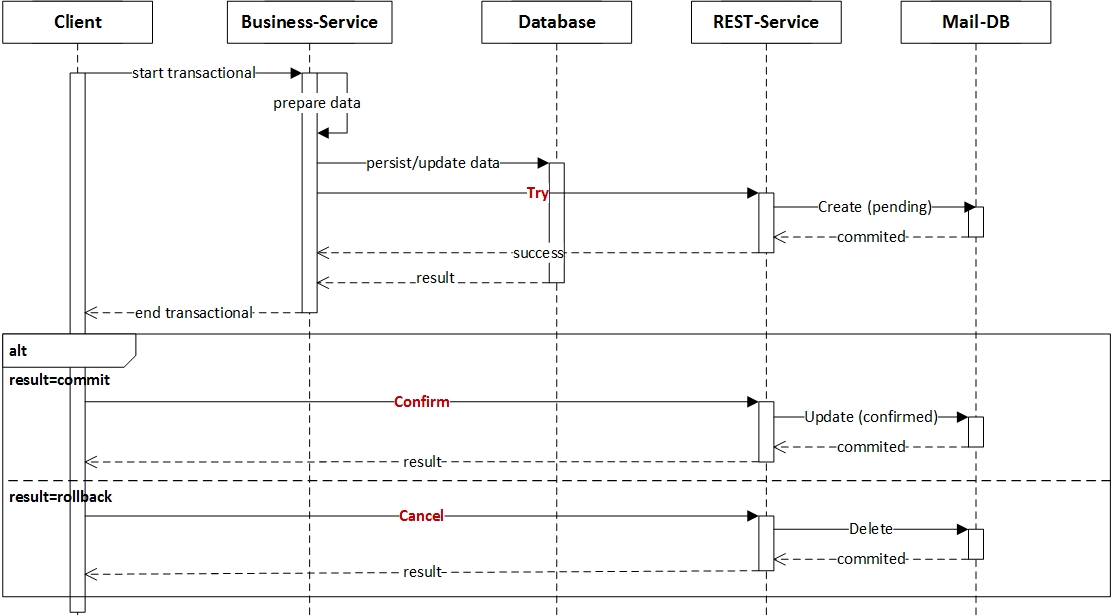 Client
Business-Service
Database
REST-Service
Mail-DB
start transactional
prepare data
persist/update data
Try
Create (pending)
commited
success
result
end transactional
alt
result=commit
Confirm
Update (confirmed)
commited
result
result=rollback
Cancel
Delete
commited
result